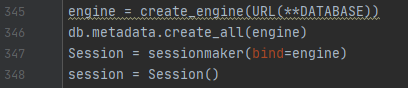 345 engine = create_engine(URL(**DATABASE))
346 db.metadata.create_all(engine)
347 Session = sessionmaker(bind=engine)
348 session = Session()